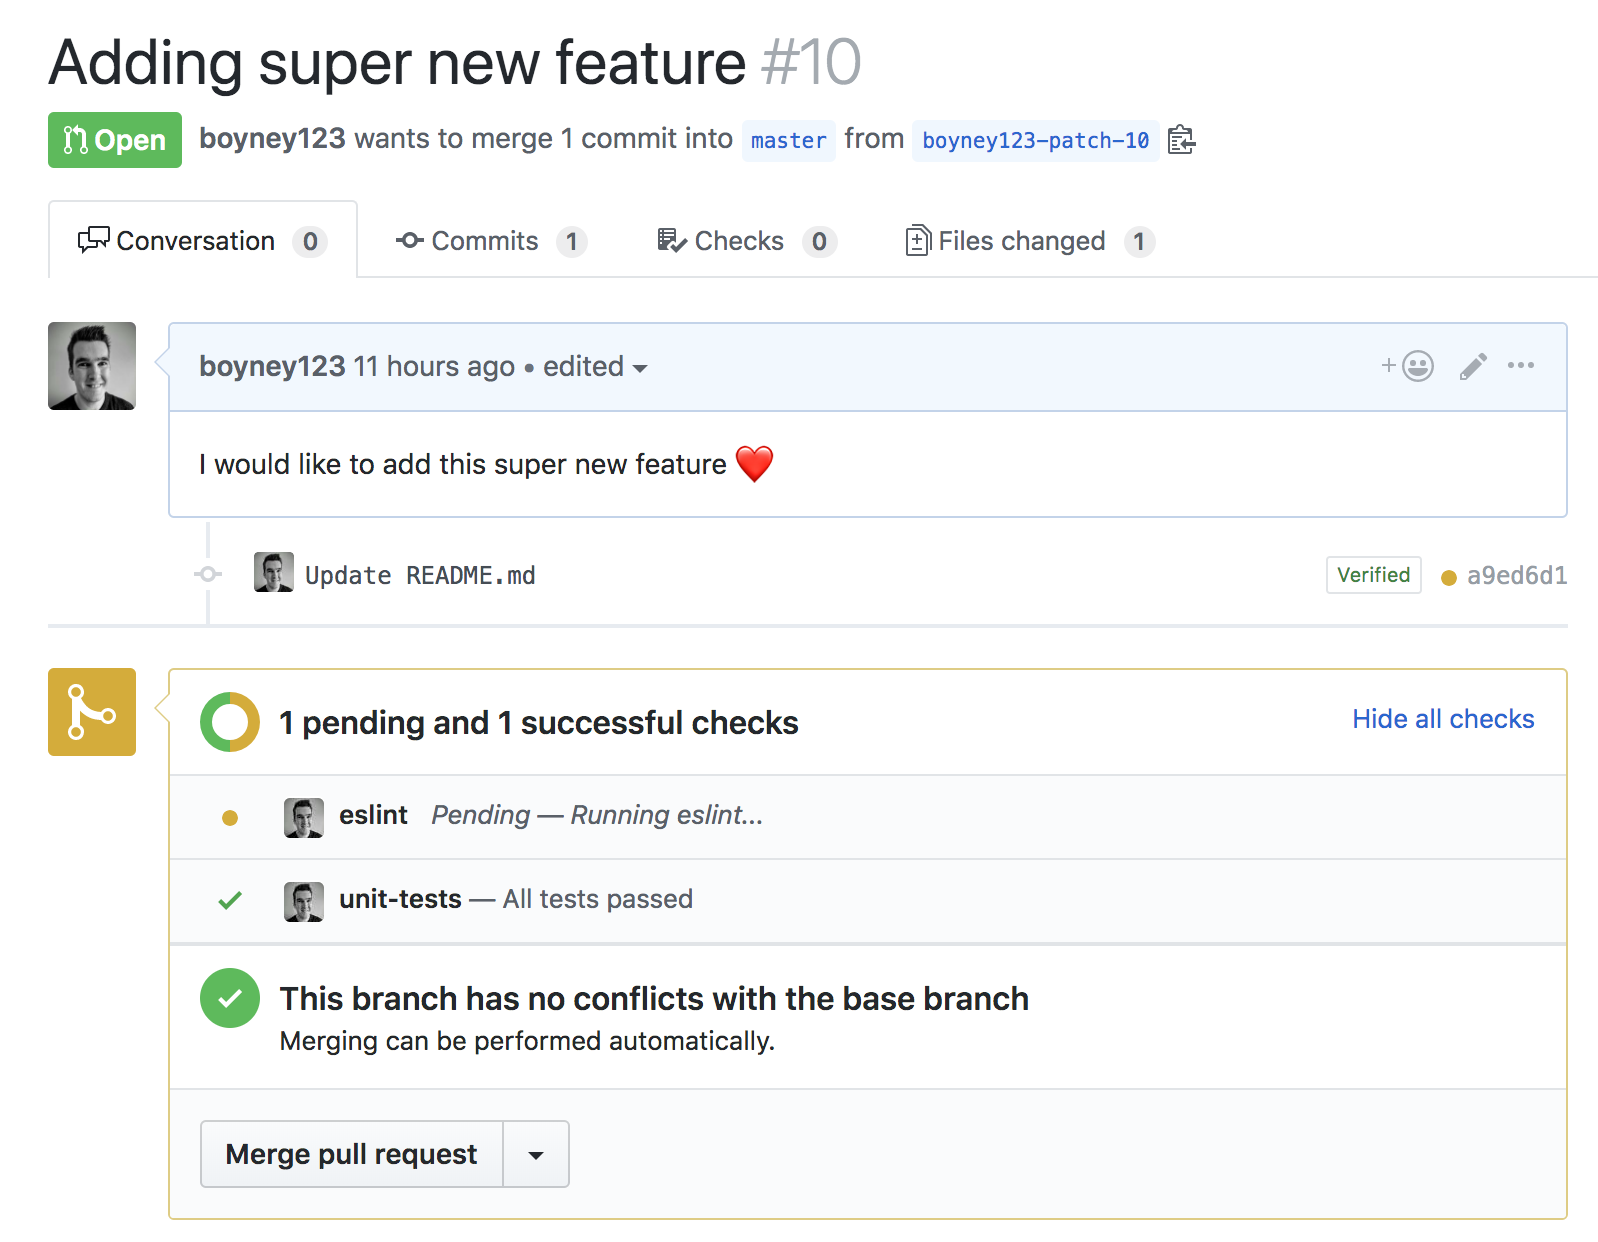 Adding super new feature #10
Open boyney123 wants to merge 1 commit into master from boyney123-patch-10
Conversation 0 Commits 1 Checks 0 Files changed 1
boyney123 11 hours ago • edited
I would like to add this super new feature ❤️
Update README.md Verified a9ed6d1
1 pending and 1 successful checks Hide all checks
eslint Pending — Running eslint...
unit-tests — All tests passed
This branch has no conflicts with the base branch
Merging can be performed automatically.
Merge pull request